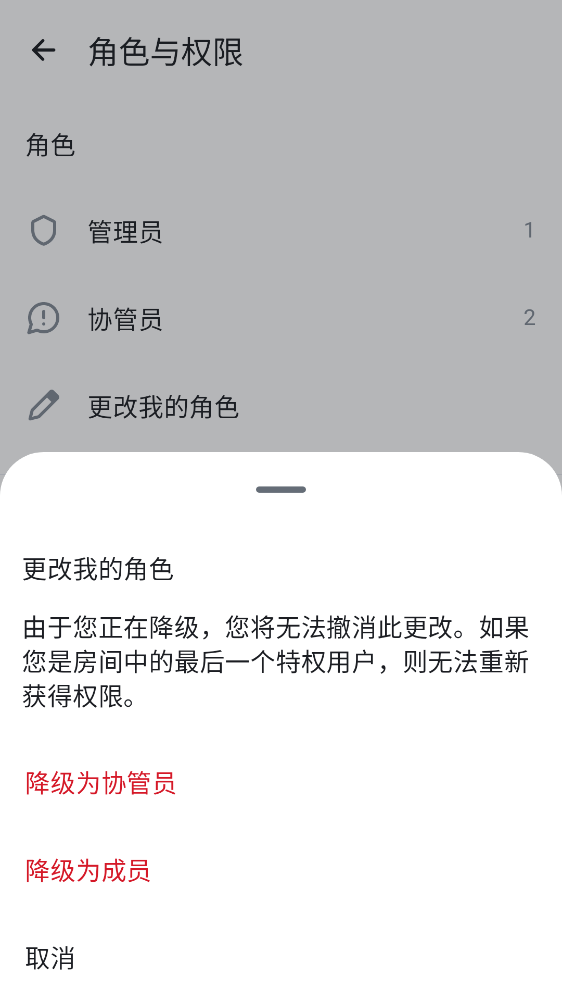 角色与权限
角色
管理员
1
协管员
2
更改我的角色
更改我的角色
由于您正在降级，您将无法撤消此更改。如果
您是房间中的最后一个特权用户，则无法重新
获得权限。
降级为协管员
降级为成员
取消